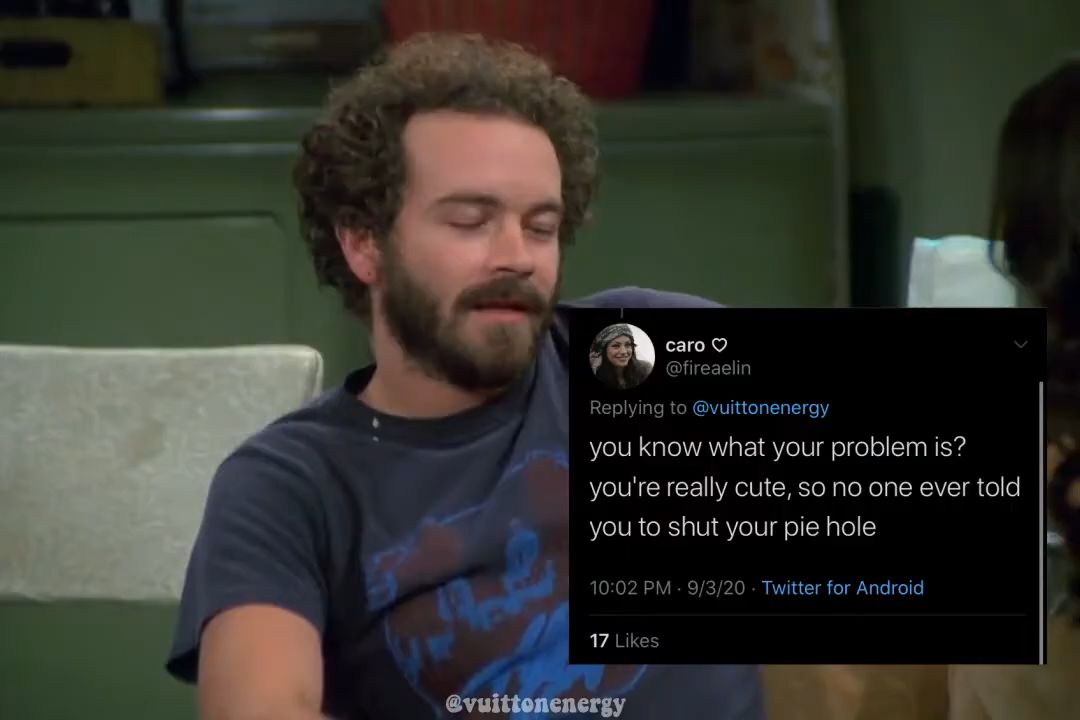 caro ♡
@fireaelin
Replying to @vuittonenergy
you know what your problem is?
you're really cute, so no one ever told
you to shut your pie hole
10:02 PM · 9/3/20 · Twitter for Android
17 Likes
@vuittonenergy